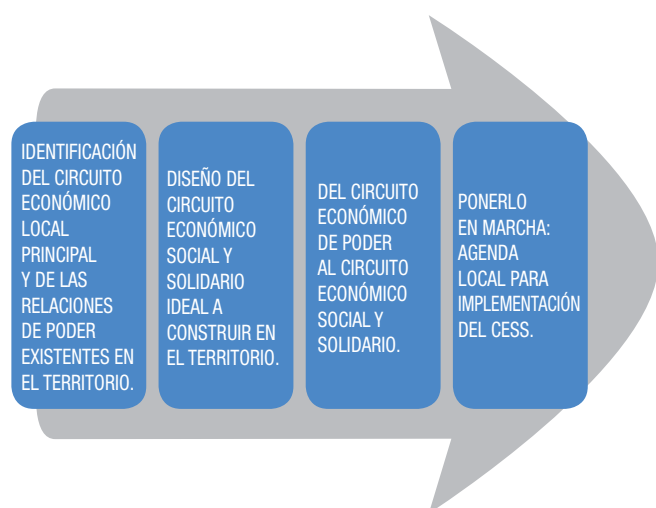 IDENTIFICACIÓN
DEL CIRCUITO
ECONÓMICO
LOCAL
PRINCIPAL
Y DE LAS
RELACIONES
DE PODER
EXISTENTES EN
EL TERRITORIO.
DISEÑO DEL
CIRCUITO
ECONÓMICO
SOCIAL Y
SOLIDARIO
IDEAL A
CONSTRUIR EN
EL TERRITORIO.
DEL CIRCUITO
ECONÓMICO
DE PODER
AL CIRCUITO
ECONÓMICO
SOCIAL Y
SOLIDARIO.
PONERLO
EN MARCHA:
AGENDA
LOCAL PARA
IMPLEMENTACIÓN
DEL CESS.